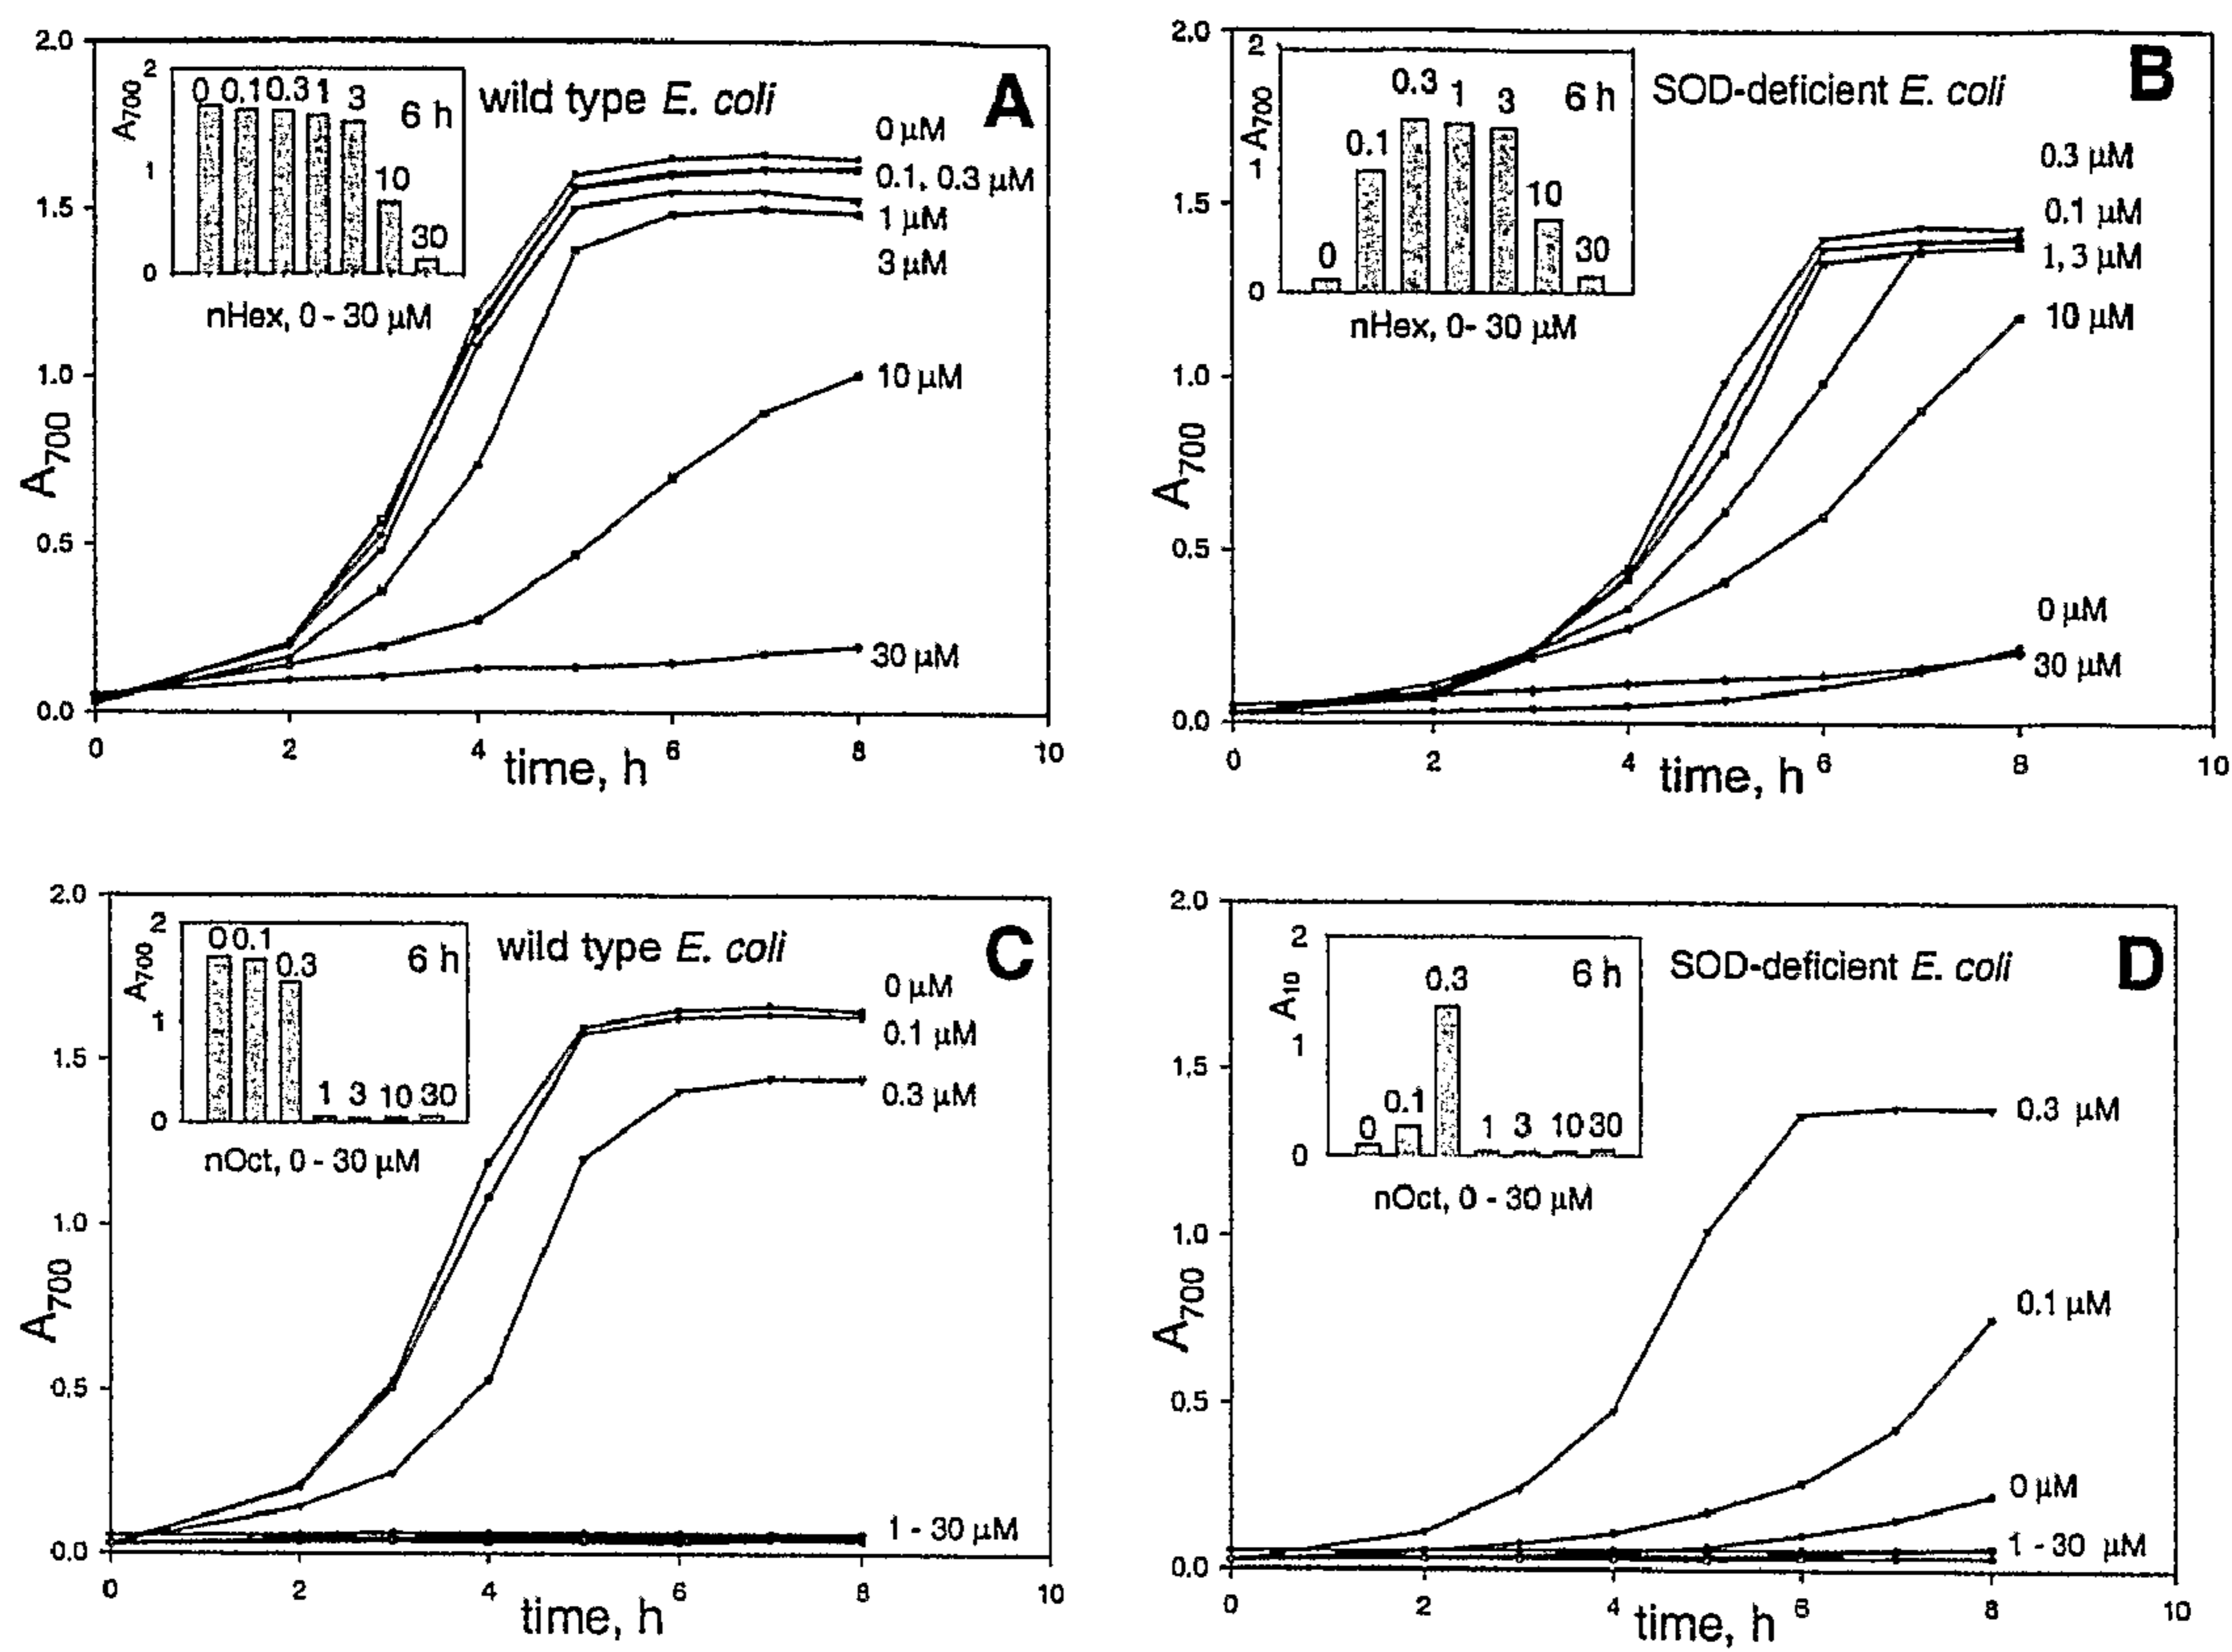 A
wild type E. coli
2.0
1.5
1.0
0.5
0.0
A700
0 2 4 6 8 10
time, h
2
1
0
A700
0 0.1 0.3 1 3 10 30
6 h
nHex, 0 - 30 µM
0 µM
0.1, 0.3 µM
1 µM
3 µM
10 µM
30 µM
B
SOD-deficient E. coli
2.0
1.5
1.0
0.5
0.0
A700
0 2 4 6 8 10
time, h
2
1
0
A700
0 0.1 0.3 1 3 10 30
6 h
nHex, 0- 30 µM
0.3 µM
0.1 µM
1, 3 µM
10 µM
0 µM
30 µM
C
wild type E. coli
2.0
1.5
1.0
0.5
0.0
A700
0 2 4 6 8 10
time, h
2
1
0
A700
0 0.1 0.3 1 3 10 30
6 h
nOct, 0 - 30 µM
0 µM
0.1 µM
0.3 µM
1 - 30 µM
D
SOD-deficient E. coli
2.0
1.5
1.0
0.5
0.0
A700
0 2 4 6 8 10
time, h
2
1
0
A10
0 0.1 0.3 1 3 10 30
6 h
nOct, 0 - 30 µM
0.3 µM
0.1 µM
0 µM
1 - 30 µM